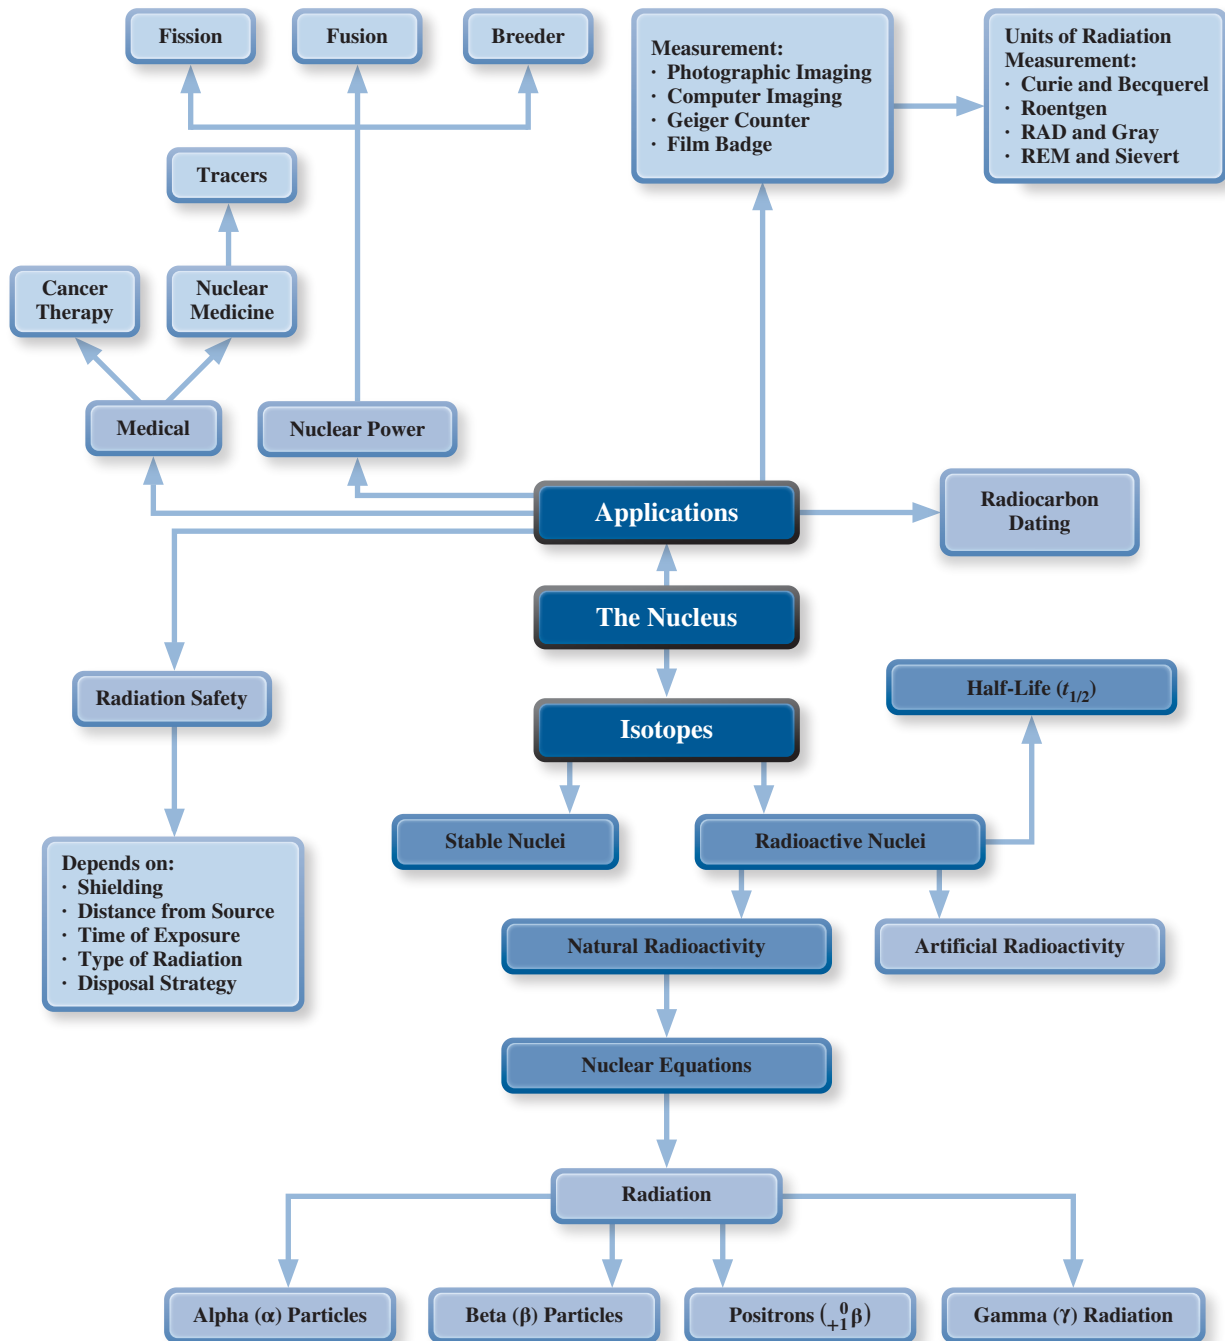 Fission
Fusion
Breeder
Measurement:
· Photographic Imaging
· Computer Imaging
· Geiger Counter
· Film Badge
Units of Radiation
Measurement:
· Curie and Becquerel
· Roentgen
· RAD and Gray
· REM and Sievert
Tracers
Cancer
Therapy
Nuclear
Medicine
Medical
Nuclear Power
Applications
Radiocarbon
Dating
The Nucleus
Radiation Safety
Half-Life (t1/2)
Isotopes
Stable Nuclei
Radioactive Nuclei
Depends on:
· Shielding
· Distance from Source
· Time of Exposure
· Type of Radiation
· Disposal Strategy
Natural Radioactivity
Artificial Radioactivity
Nuclear Equations
Radiation
Alpha (α) Particles
Beta (β) Particles
Positrons (0+1β)
Gamma (γ) Radiation